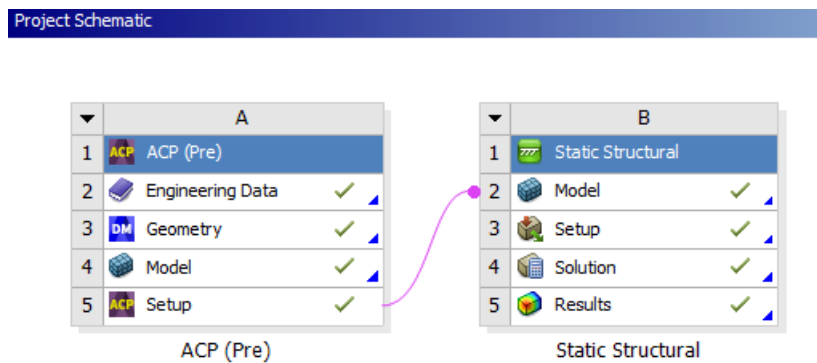 Project Schematic
A
1 ACP ACP (Pre)
2 Engineering Data
3 DM Geometry
4 Model
5 ACP Setup
ACP (Pre)
B
1 Static Structural
2 Model
3 Setup
4 Solution
5 Results
Static Structural